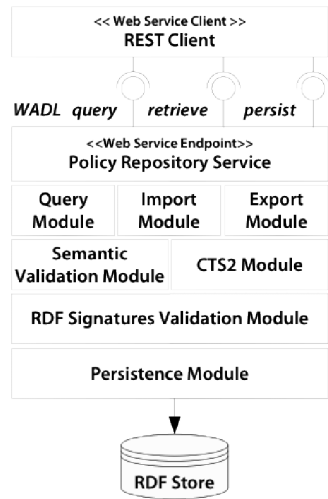 << Web Service Client >>
REST Client
WADL query retrieve persist
<<Web Service Endpoint>>
Policy Repository Service
Query Module
Import Module
Export Module
Semantic
Validation Module
CTS2 Module
RDF Signatures Validation Module
Persistence Module
RDF Store